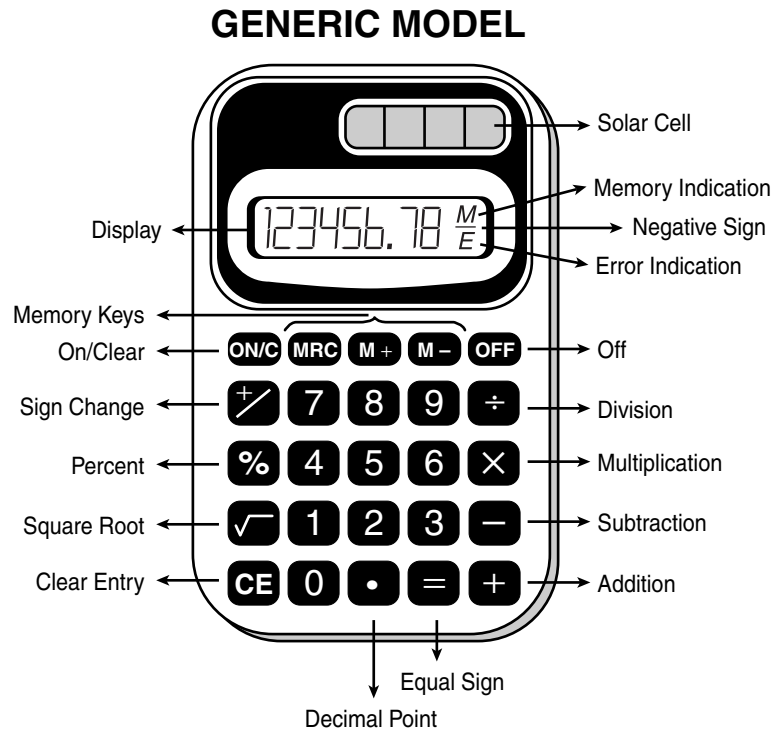 GENERIC MODEL
Solar Cell
Memory Indication
Display
123456.78 M
E
Negative Sign
Error Indication
Memory Keys
On/Clear
ON/C MRC M + M − OFF
Off
Sign Change
+/ 7 8 9 ÷
Division
Percent
% 4 5 6 ×
Multiplication
Square Root
√ 1 2 3 −
Subtraction
Clear Entry
CE 0 • = +
Addition
Equal Sign
Decimal Point